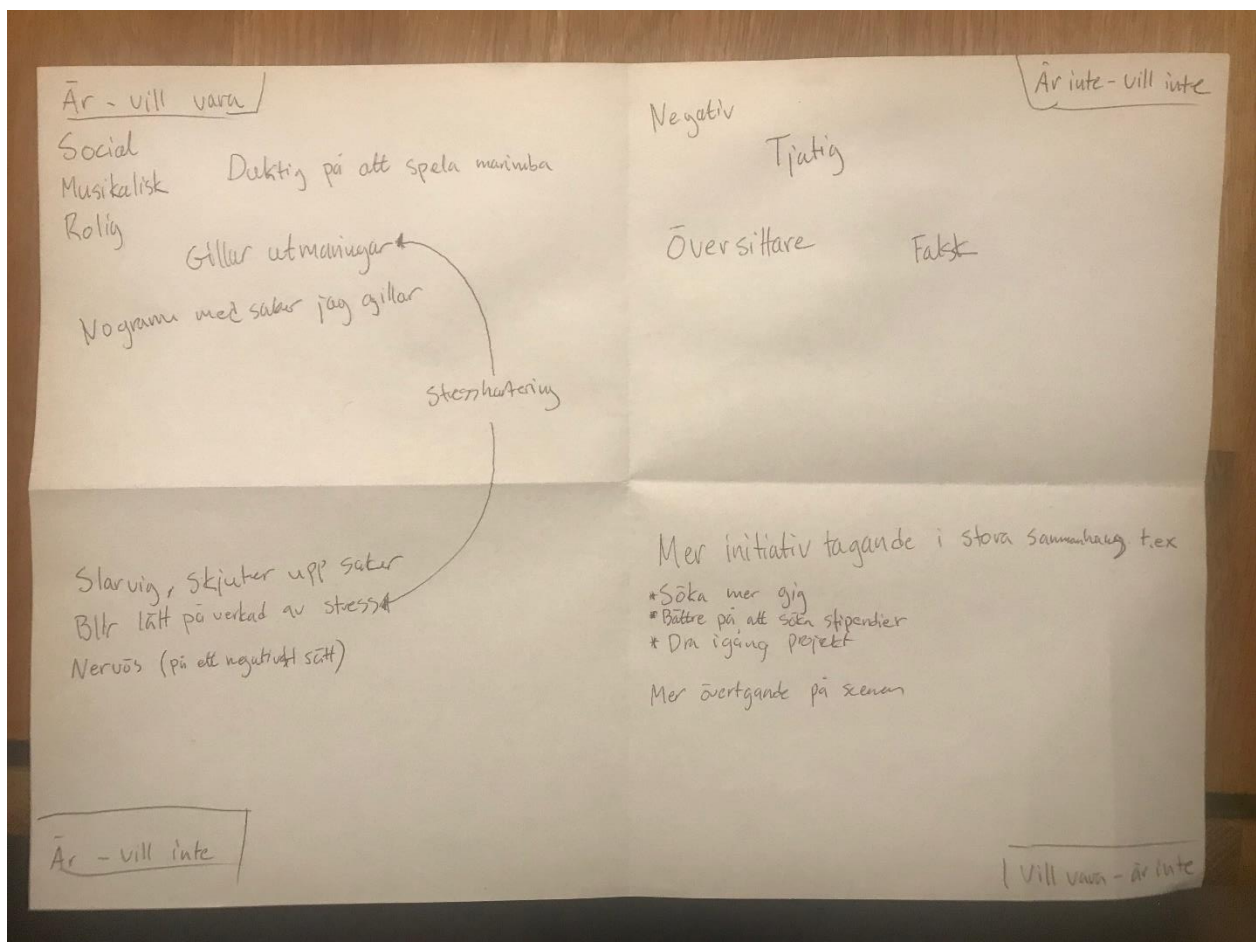 Är - vill vara
Social
Musikalisk
Rolig
Duktig på att spela marimba
Gillar utmaningar
Nogrann med saker jag gillar
Stresshantering
Är inte - vill inte
Negativ
Tjatig
Översittare
Falsk
Slarvig, skjuter upp saker
Blir lätt påverkad av stress
Nervös (på ett negativt sätt)
Är - vill inte
Mer initiativ tagande i stora sammanhang t.ex
* Söka mer gig
* Bättre på att söka stipendier
* Dra igång projekt
Mer övertgande på scenen
Vill vara - är inte